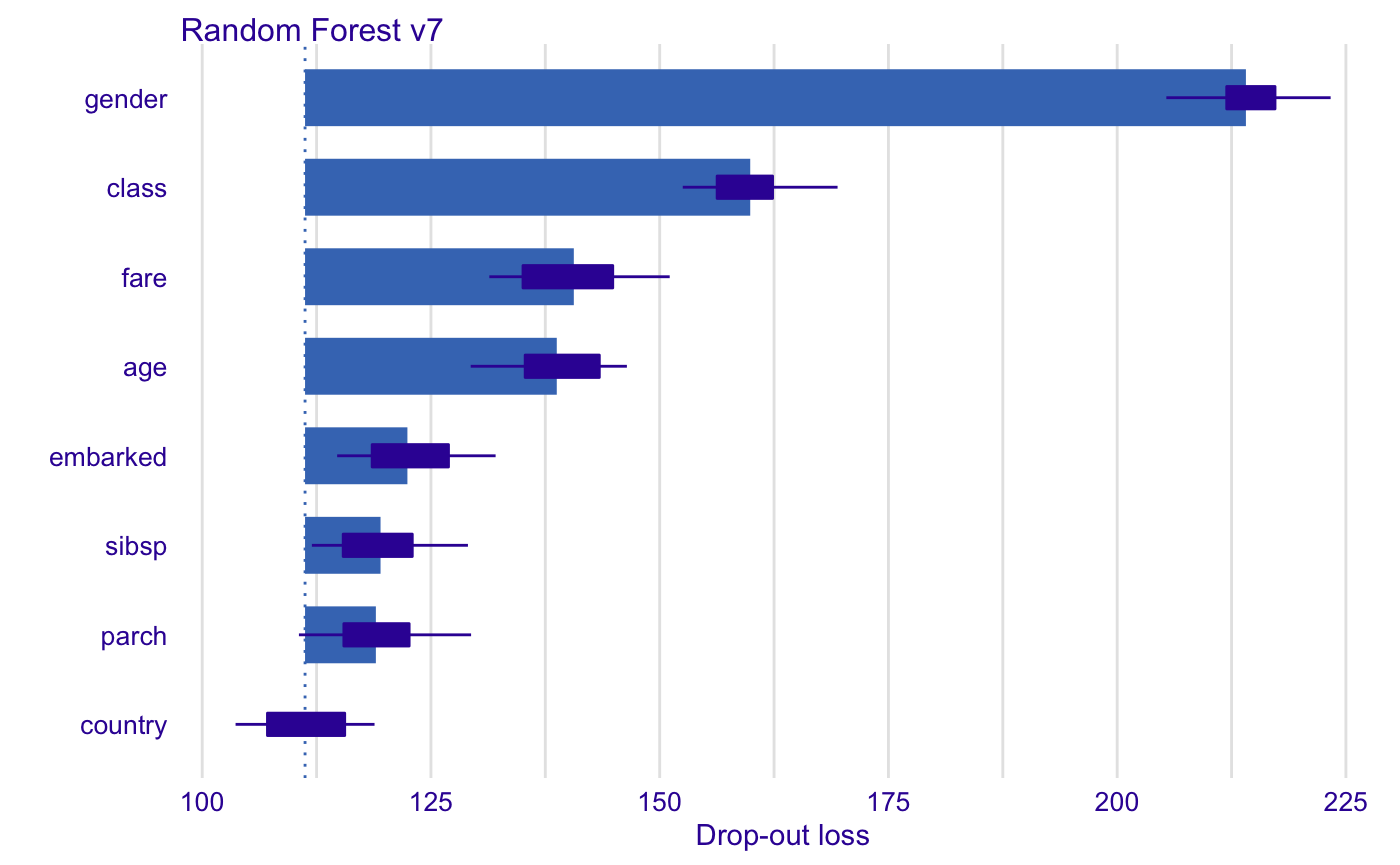 Random Forest v7
gender
class
fare
age
embarked
sibsp
parch
country
100 125 150 175 200 225
Drop-out loss